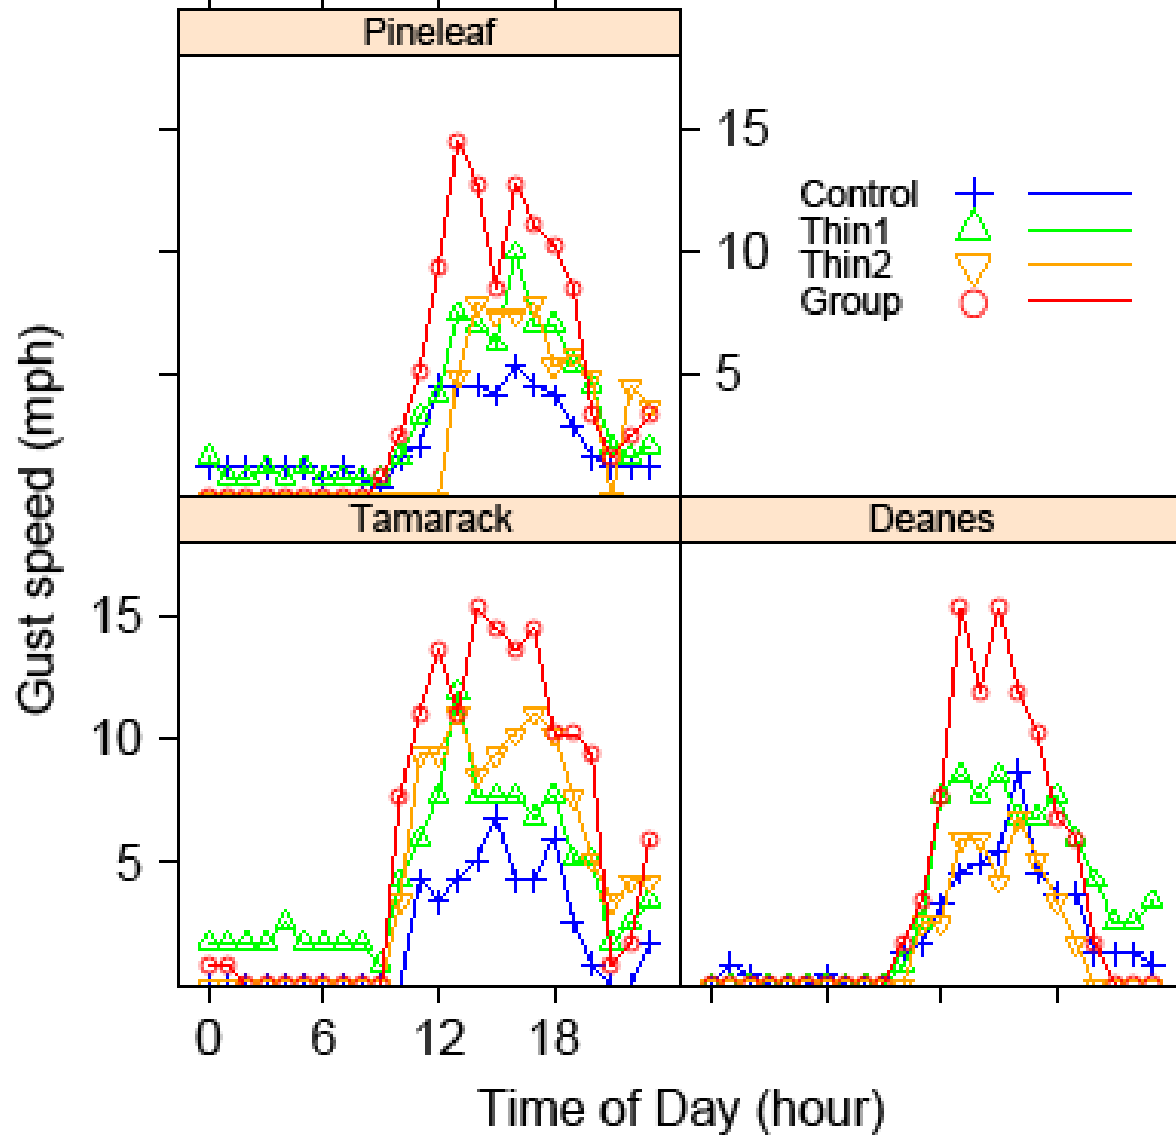 Pineleaf
15
10
5
Control
Thin1
Thin2
Group
Gust speed (mph)
Tamarack
Deanes
15
10
5
0 6 12 18
Time of Day (hour)